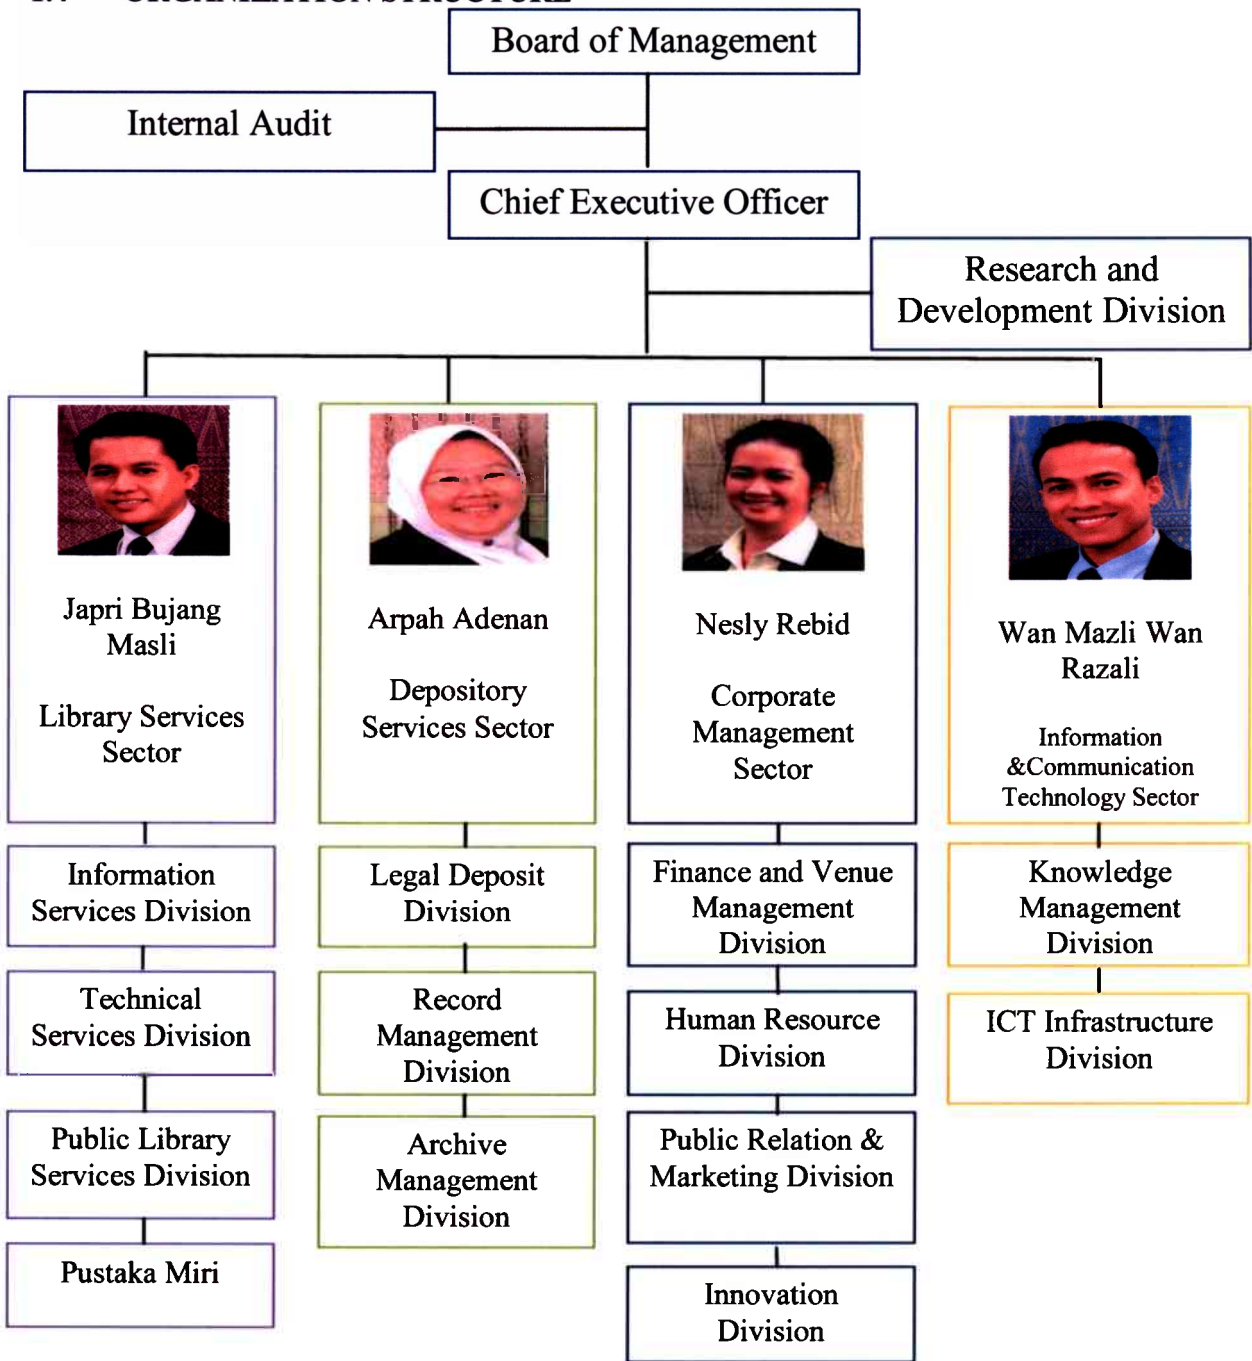 ORGANIZATION STRUCTURE
Board of Management
Internal Audit
Chief Executive Officer
Research and
Development Division
Japri Bujang
Masli
Library Services
Sector
Arpah Adenan
Depository
Services Sector
Nesly Rebid
Corporate
Management
Sector
Wan Mazli Wan
Razali
Information
&Communication
Technology Sector
Information
Services Division
Technical
Services Division
Public Library
Services Division
Pustaka Miri
Legal Deposit
Division
Record
Management
Division
Archive
Management
Division
Finance and Venue
Management
Division
Human Resource
Division
Public Relation &
Marketing Division
Innovation
Division
Knowledge
Management
Division
ICT Infrastructure
Division